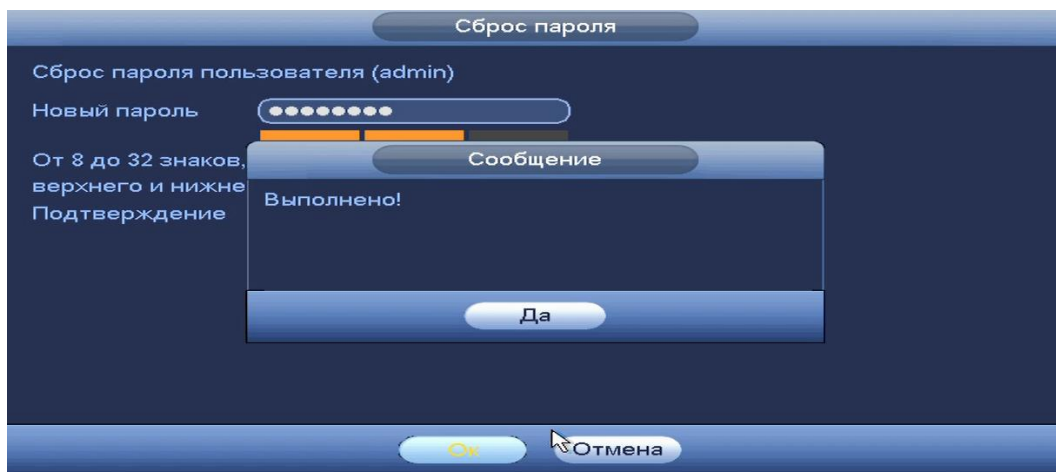 Сброс пароля
Сброс пароля пользователя (admin)
Новый пароль
От 8 до 32 знаков,
верхнего и нижне
Подтверждение
Сообщение
Выполнено!
Да
Ок
Отмена